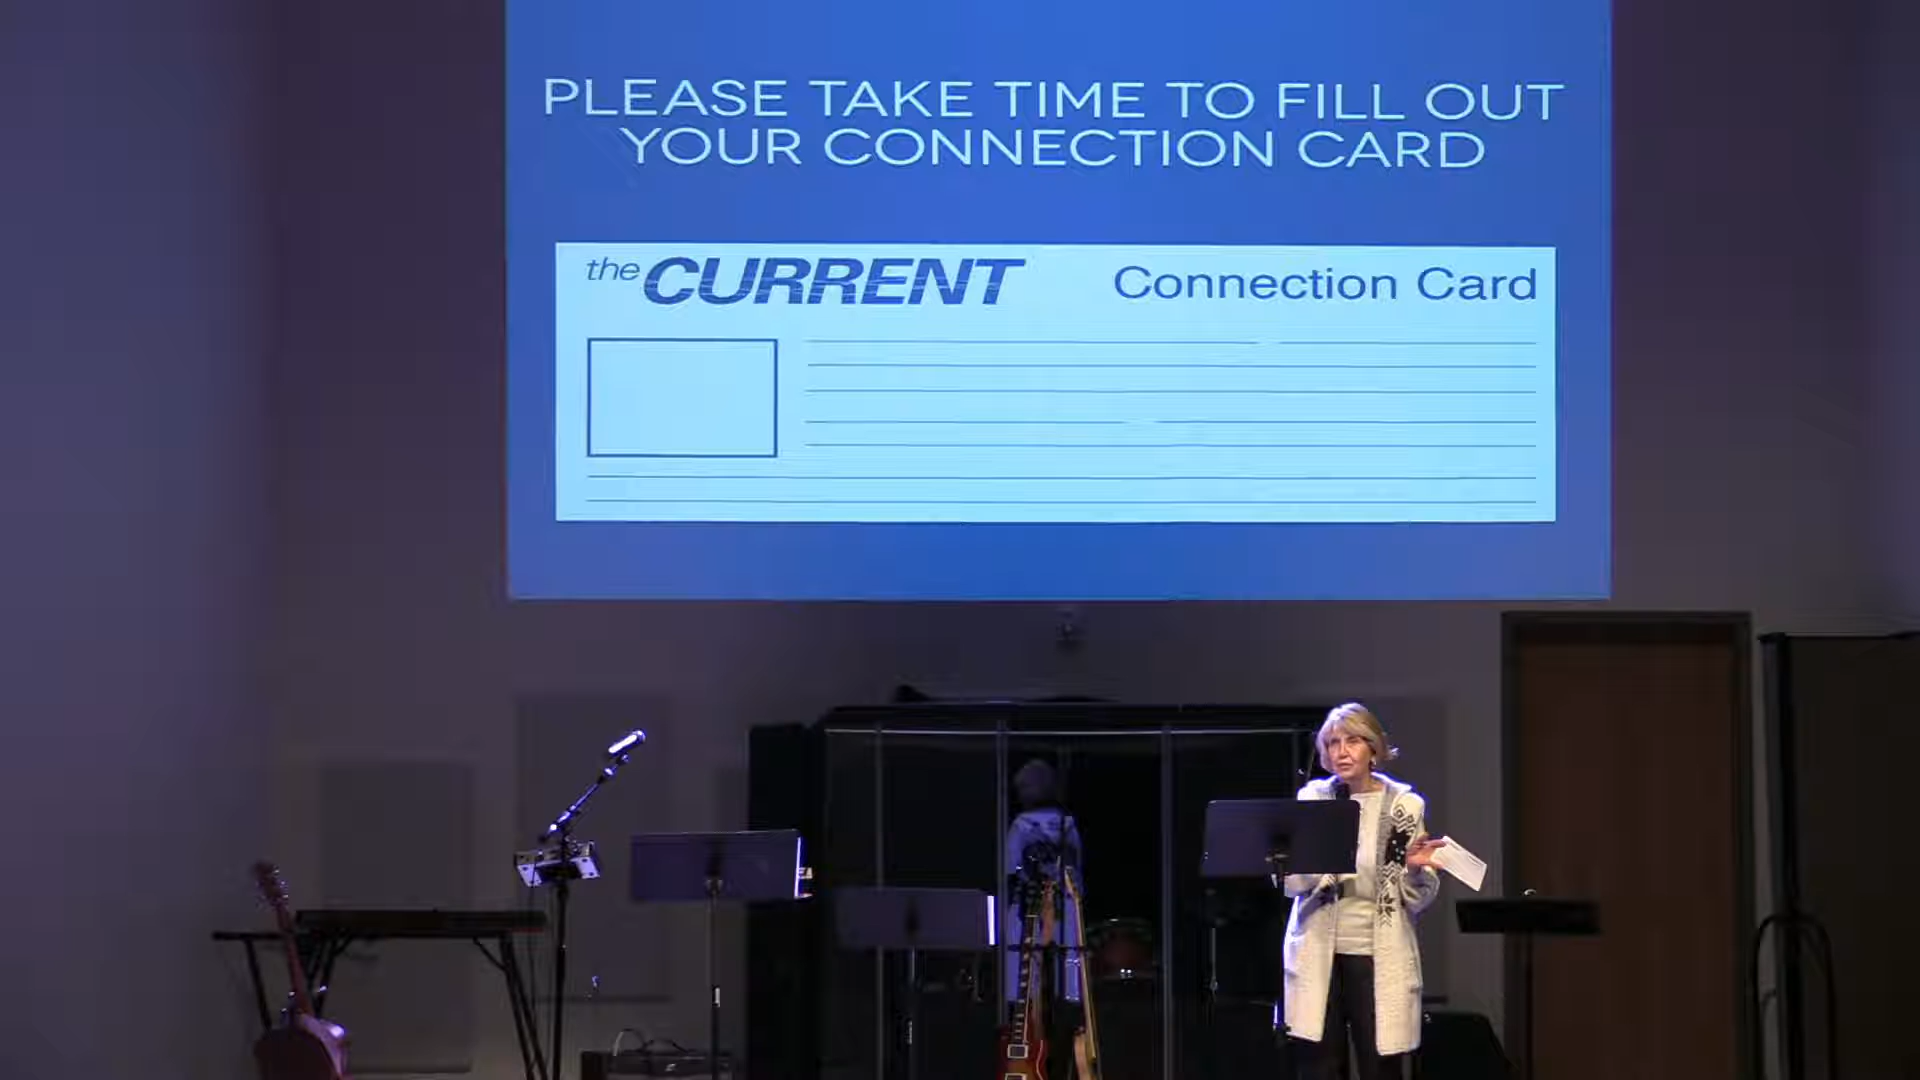 PLEASE TAKE TIME TO FILL OUT
YOUR CONNECTION CARD
the CURRENT
Connection Card